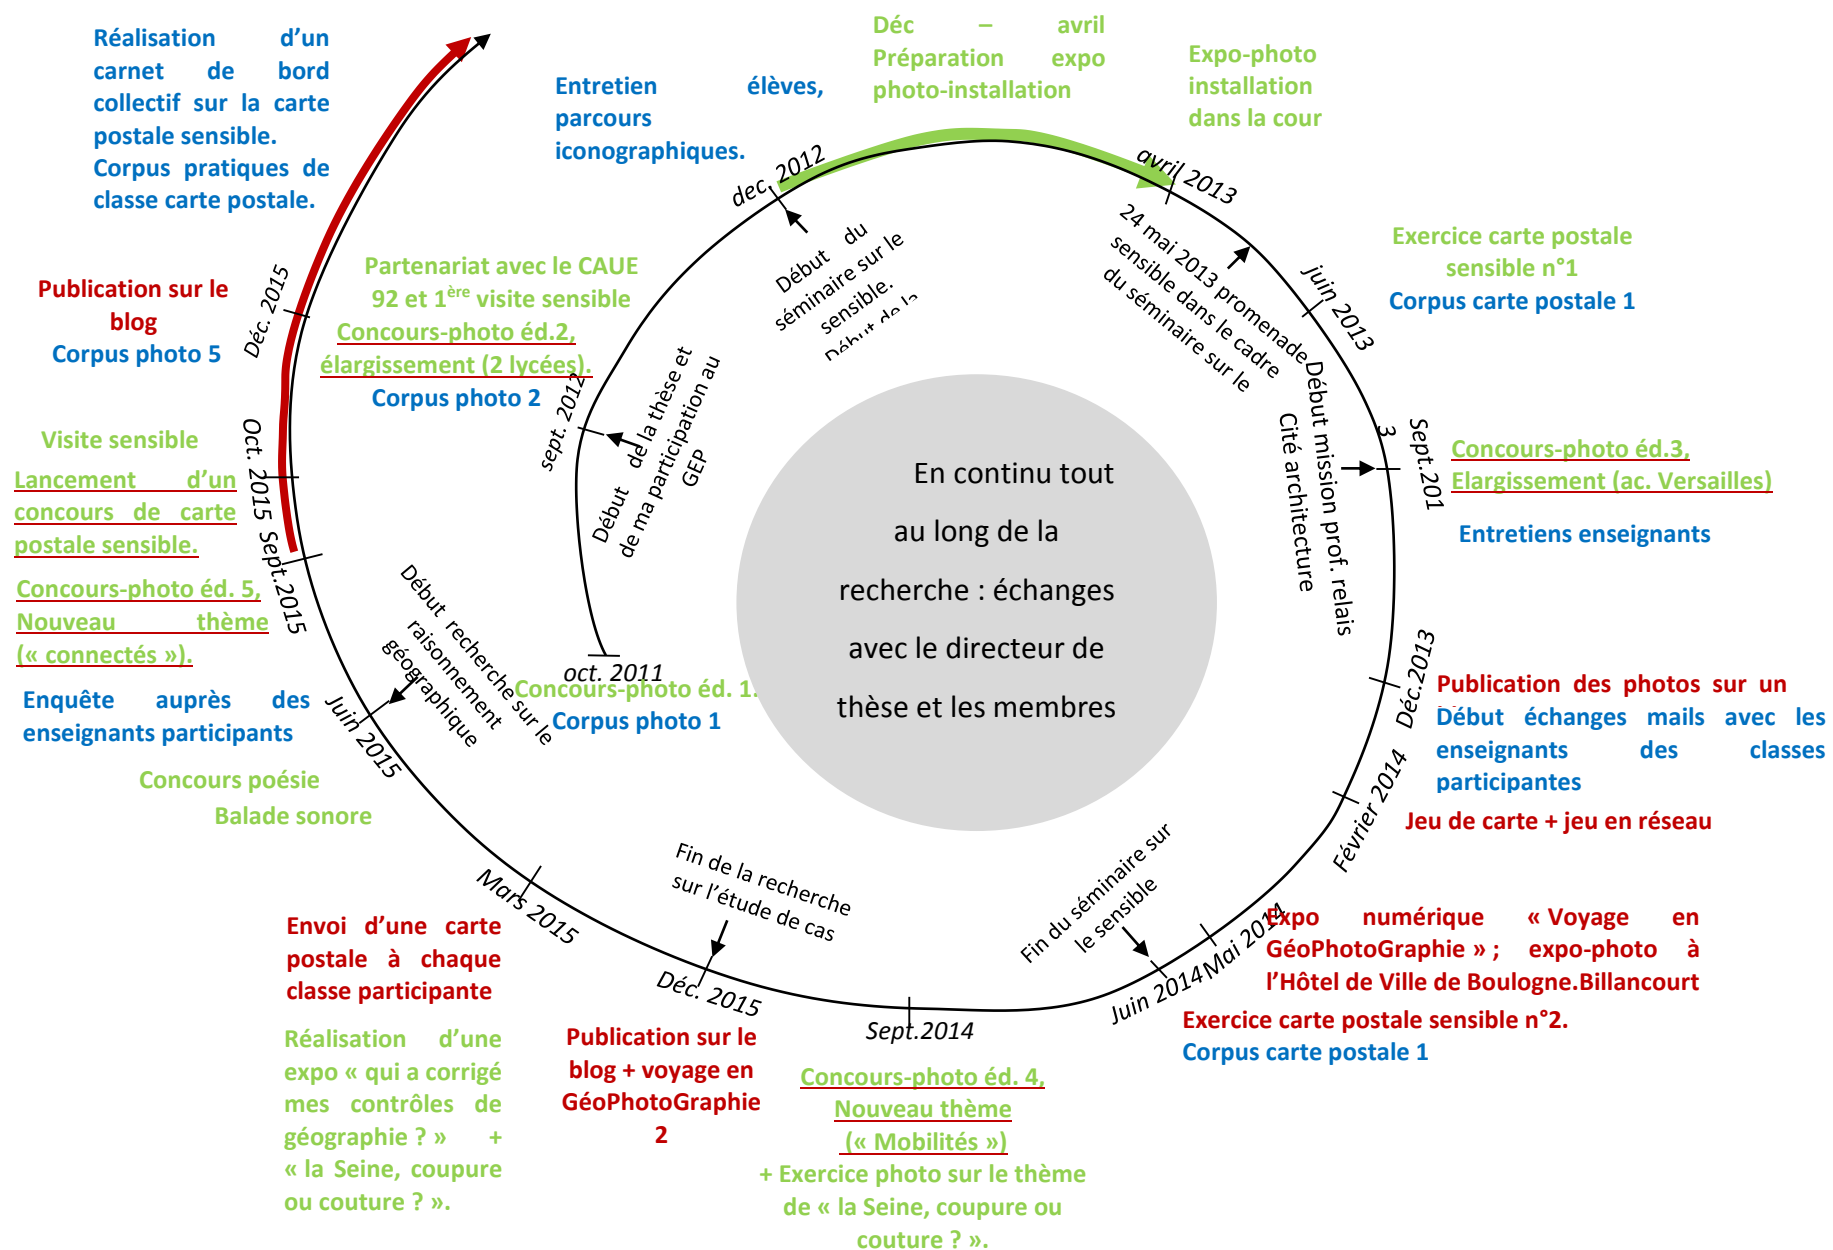 Réalisation d’un
carnet de bord
collectif sur la carte
postale sensible.
Corpus pratiques de
classe carte postale.
Entretien élèves,
parcours
iconographiques.
Déc – avril
Préparation expo
photo-installation
Expo-photo
installation
dans la cour
dec. 2012
avril 2013
Début du
séminaire sur le
sensible.
24 mai 2013 promenade
sensible dans le cadre
du séminaire sur le
juin 2013
Exercice carte postale
sensible n°1
Corpus carte postale 1
Partenariat avec le CAUE
92 et 1ère visite sensible
Concours-photo éd.2,
élargissement (2 lycées).
Corpus photo 2
sept. 2012
Début de la thèse et
de ma participation au
GEP
oct. 2011
Concours-photo éd. 1.
Corpus photo 1
Début mission prof. relais
Cité architecture
Sept.201
3
Concours-photo éd.3,
Elargissement (ac. Versailles)
Entretiens enseignants
En continu tout
au long de la
recherche : échanges
avec le directeur de
thèse et les membres
Déc.2013
Publication des photos sur un
Début échanges mails avec les
enseignants des classes
participantes
Février 2014
Jeu de carte + jeu en réseau
Mai 2014
Expo numérique « Voyage en
GéoPhotoGraphie » ; expo-photo à
l’Hôtel de Ville de Boulogne.Billancourt
Fin du séminaire sur
le sensible
Juin 2014
Exercice carte postale sensible n°2.
Corpus carte postale 1
Sept.2014
Concours-photo éd. 4,
Nouveau thème
(« Mobilités »)
+ Exercice photo sur le thème
de « la Seine, coupure ou
couture ? ».
Fin de la recherche
sur l’étude de cas
Déc. 2015
Publication sur le
blog + voyage en
GéoPhotoGraphie
2
Mars 2015
Envoi d’une carte
postale à chaque
classe participante
Réalisation d’une
expo « qui a corrigé
mes contrôles de
géographie ? » +
« la Seine, coupure
ou couture ? ».
Début recherche sur le
raisonnement
géographique
Juin 2015
Concours poésie
Balade sonore
Sept.2015
Concours-photo éd. 5,
Nouveau thème
(« connectés »).
Enquête auprès des
enseignants participants
Oct. 2015
Visite sensible
Lancement d’un
concours de carte
postale sensible.
Déc. 2015
Publication sur le
blog
Corpus photo 5